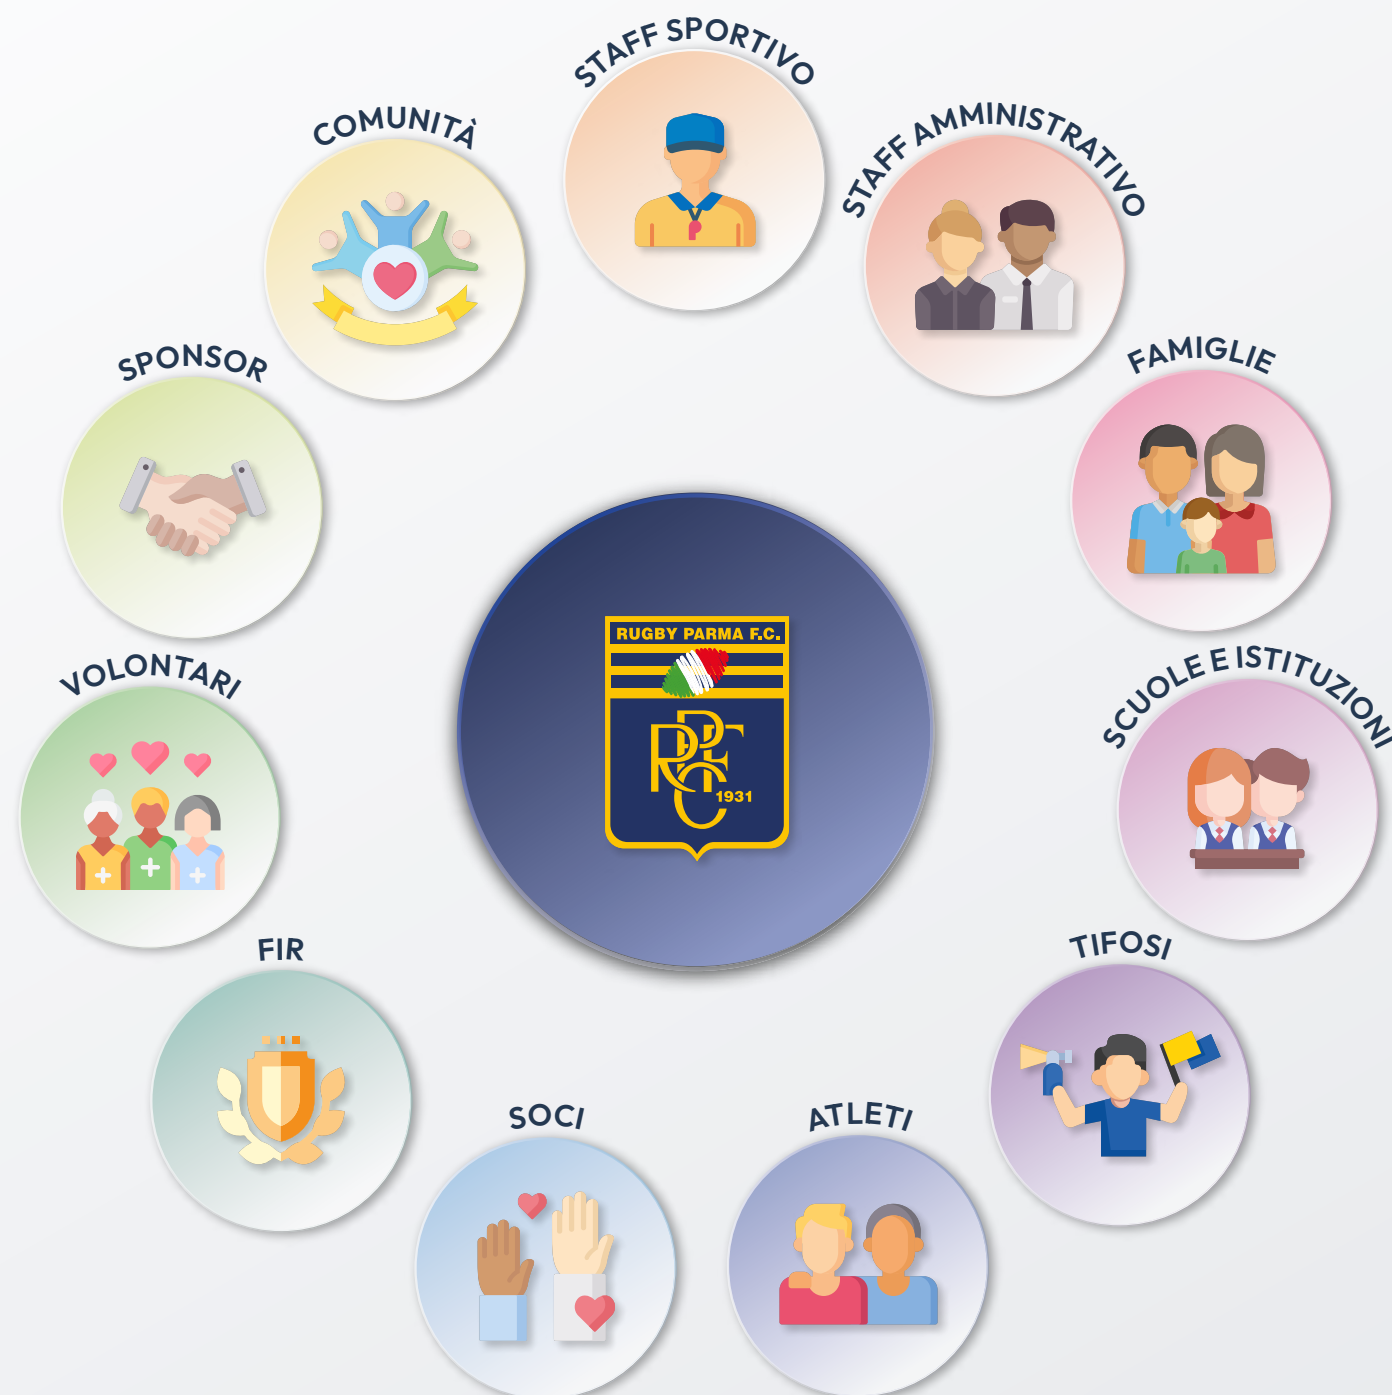 STAFF SPORTIVO
STAFF AMMINISTRATIVO
FAMIGLIE
SCUOLE E ISTITUZIONI
TIFOSI
ATLETI
SOCI
FIR
VOLONTARI
SPONSOR
COMUNITÀ
RUGBY PARMA F.C.
RPFC
1931